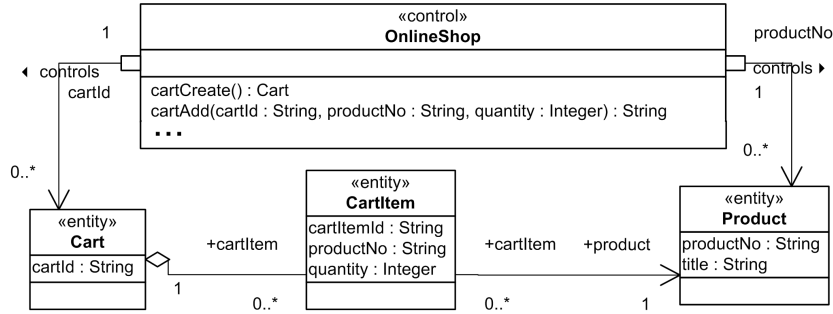 «control»
OnlineShop
1
productNo
controls
cartId
controls
1
cartCreate() : Cart
cartAdd(cartId : String, productNo : String, quantity : Integer) : String
...
0..*
0..*
«entity»
Cart
cartId : String
«entity»
CartItem
cartItemId : String
productNo : String
quantity : Integer
«entity»
Product
productNo : String
title : String
+cartItem
+cartItem
+product
1
0..*
0..*
1